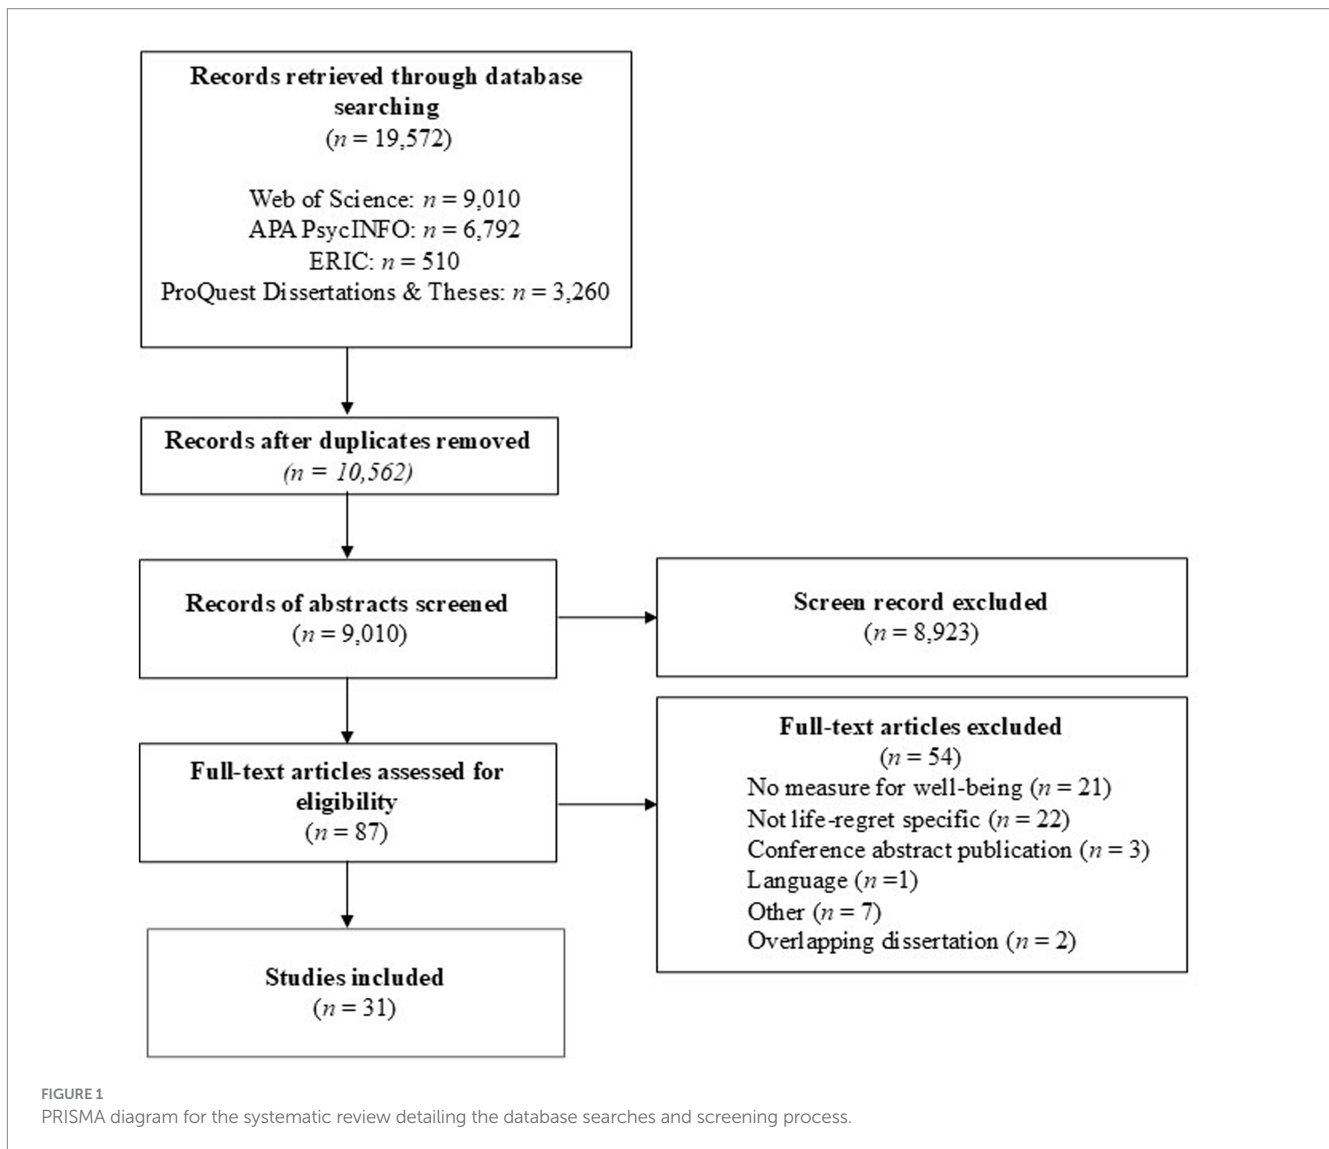 Records retrieved through database
searching
(n = 19,572)
Web of Science: n = 9,010
APA PsycINFO: n = 6,792
ERIC: n = 510
ProQuest Dissertations & Theses: n = 3,260
Records after duplicates removed
(n = 10,562)
Records of abstracts screened
(n = 9,010)
Screen record excluded
(n = 8,923)
Full-text articles assessed for
eligibility
(n = 87)
Full-text articles excluded
(n = 54)
No measure for well-being (n = 21)
Not life-regret specific (n = 22)
Conference abstract publication (n = 3)
Language (n =1)
Other (n = 7)
Overlapping dissertation (n = 2)
Studies included
(n = 31)
FIGURE 1
PRISMA diagram for the systematic review detailing the database searches and screening process.